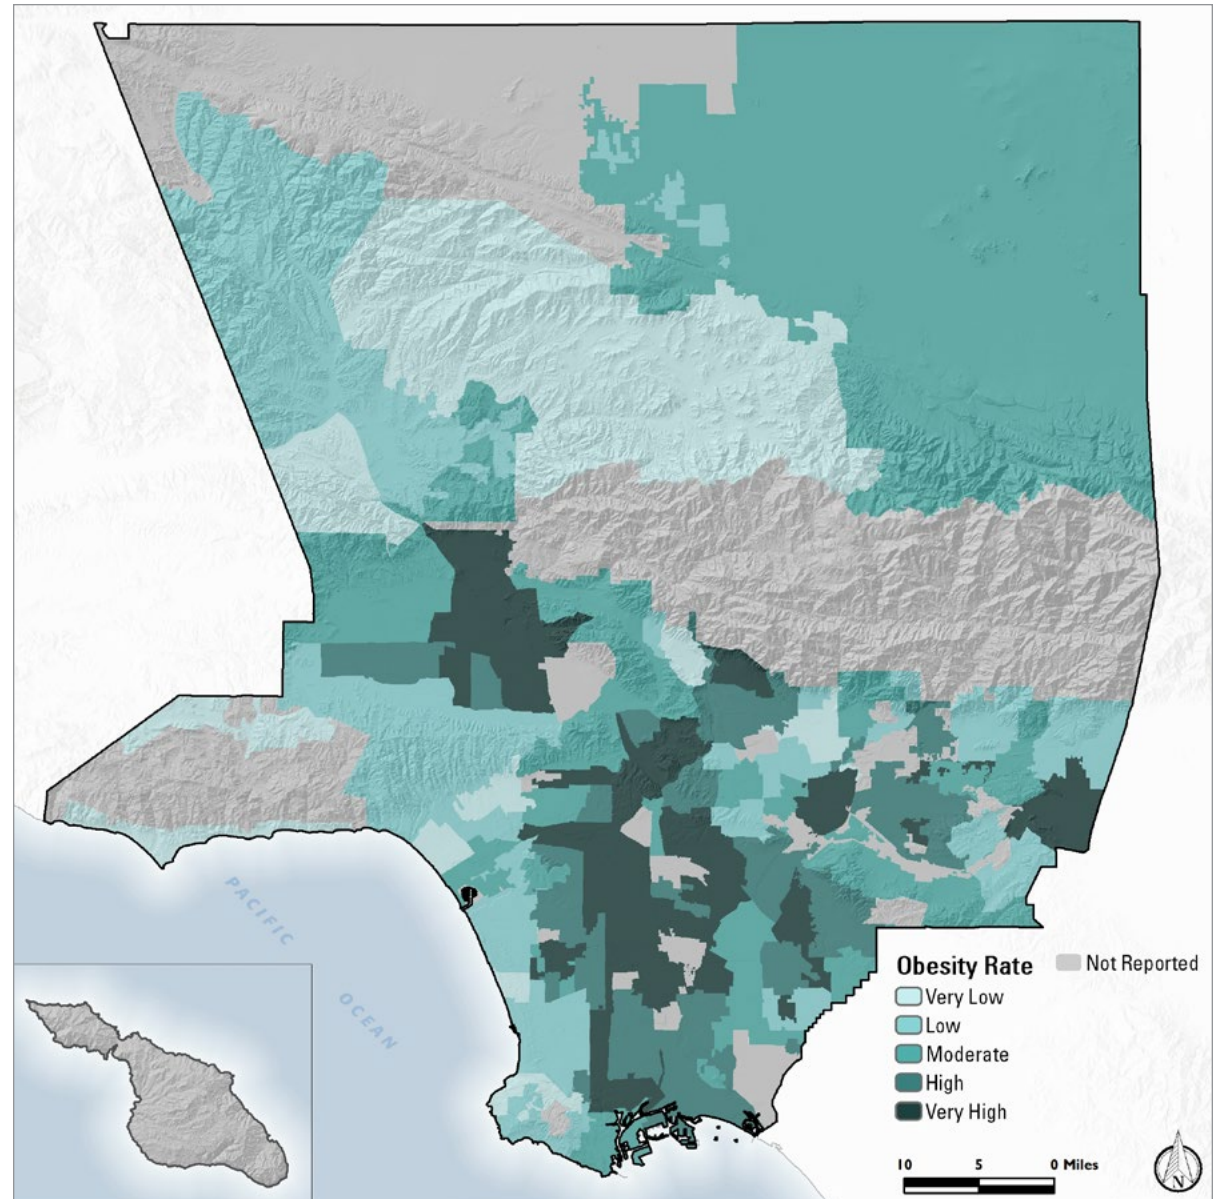 PACIFIC
OCEAN
Obesity Rate
Not Reported
Very Low
Low
Moderate
High
Very High
10 5 0 Miles
N